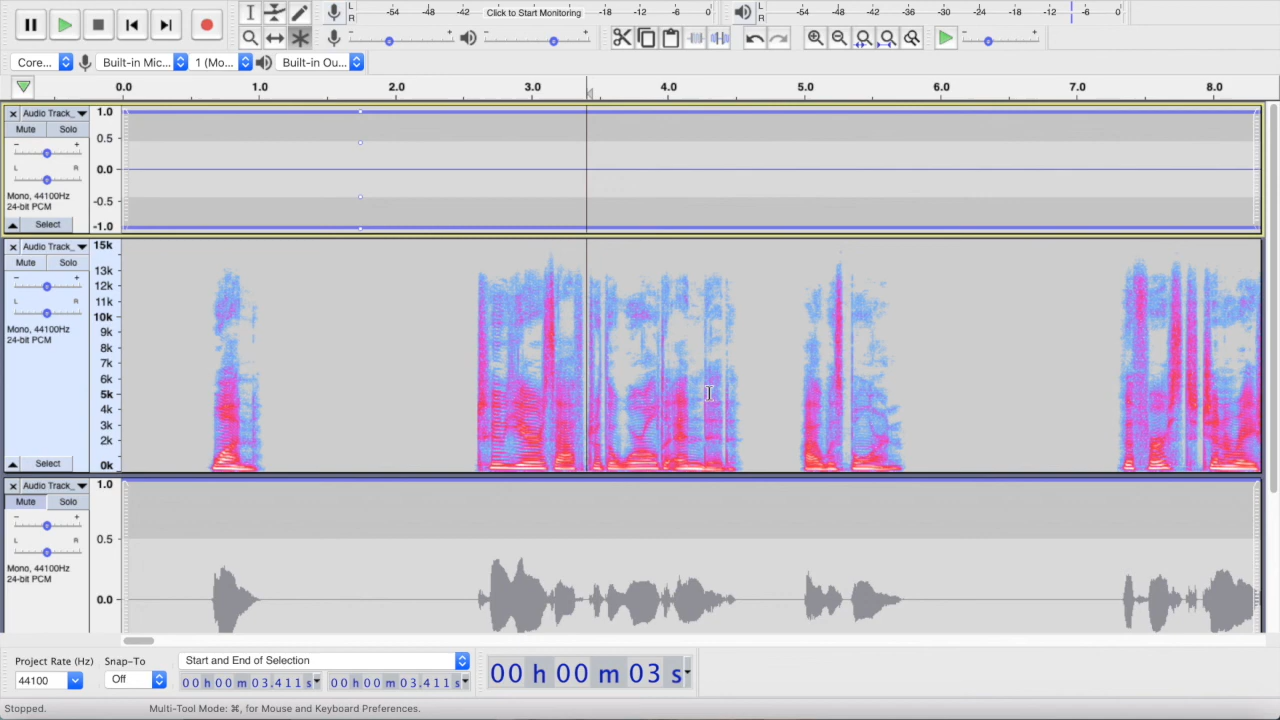 L
R
-54 -48 -42 Click to Start Monitoring -18 -12 -6 0
L
R
-54 -48 -42 -36 -30 -24 -18 -12 -6 0
Core... Built-in Mic... 1 (Mo... Built-in Ou...
0.0 1.0 2.0 3.0 4.0 5.0 6.0 7.0 8.0
Audio Track_
Mute Solo
- +
L R
Mono, 44100Hz
24-bit PCM
Select
1.0
0.5
0.0
-0.5
-1.0
Audio Track_
Mute Solo
- +
L R
Mono, 44100Hz
24-bit PCM
Select
15k
13k
12k
11k
10k
9k
8k
7k
6k
5k
4k
3k
2k
0k
Audio Track_
Mute Solo
- +
L R
Mono, 44100Hz
24-bit PCM
1.0
0.5
0.0
Project Rate (Hz) Snap-To Start and End of Selection
44100 Off 00 h 00 m 03.411 s 00 h 00 m 03.411 s
00 h 00 m 03 s
Stopped. Multi-Tool Mode: ⌘, for Mouse and Keyboard Preferences.